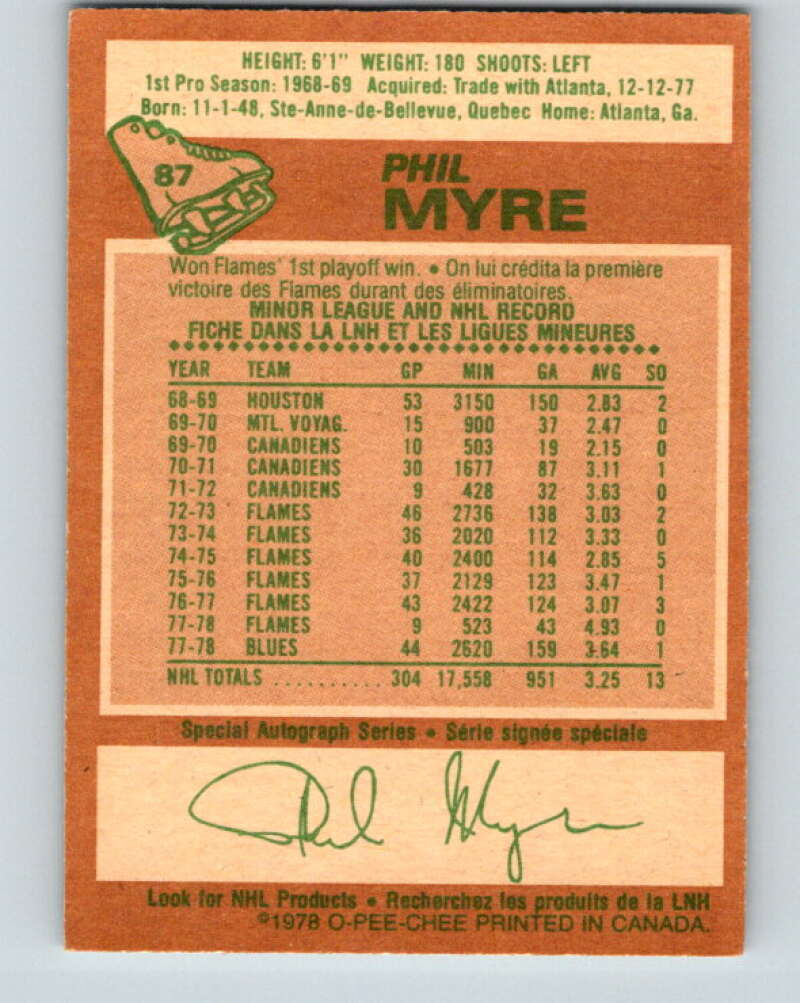 HEIGHT: 6'1" WEIGHT: 180 SHOOTS: LEFT
1st Pro Season: 1968-69 Acquired: Trade with Atlanta, 12-12-77
Born: 11-1-48, Ste-Anne-de-Bellevue, Quebec Home: Atlanta, Ga.
87
PHIL
MYRE
Won Flames' 1st playoff win. • On lui crédita la première
victoire des Flames durant des éliminatoires.
MINOR LEAGUE AND NHL RECORD
FICHE DANS LA LNH ET LES LIGUES MINEURES
YEAR TEAM GP MIN GA AVG SO
68-69 HOUSTON 53 3150 150 2.83 2
69-70 MTL. VOYAG. 15 900 37 2.47 0
69-70 CANADIENS 10 503 19 2.15 0
70-71 CANADIENS 30 1677 87 3.11 1
71-72 CANADIENS 9 428 32 3.63 0
72-73 FLAMES 46 2736 138 3.03 2
73-74 FLAMES 36 2020 112 3.33 0
74-75 FLAMES 40 2400 114 2.85 5
75-76 FLAMES 37 2129 123 3.47 1
76-77 FLAMES 43 2422 124 3.07 3
77-78 FLAMES 9 523 43 4.93 0
77-78 BLUES 44 2620 159 3.64 1
NHL TOTALS ........... 304 17,558 951 3.25 13
Special Autograph Series • Série signée spéciale
Phil Myre
Look for NHL Products • Recherchez les produits de la LNH
©1978 O-PEE-CHEE PRINTED IN CANADA.